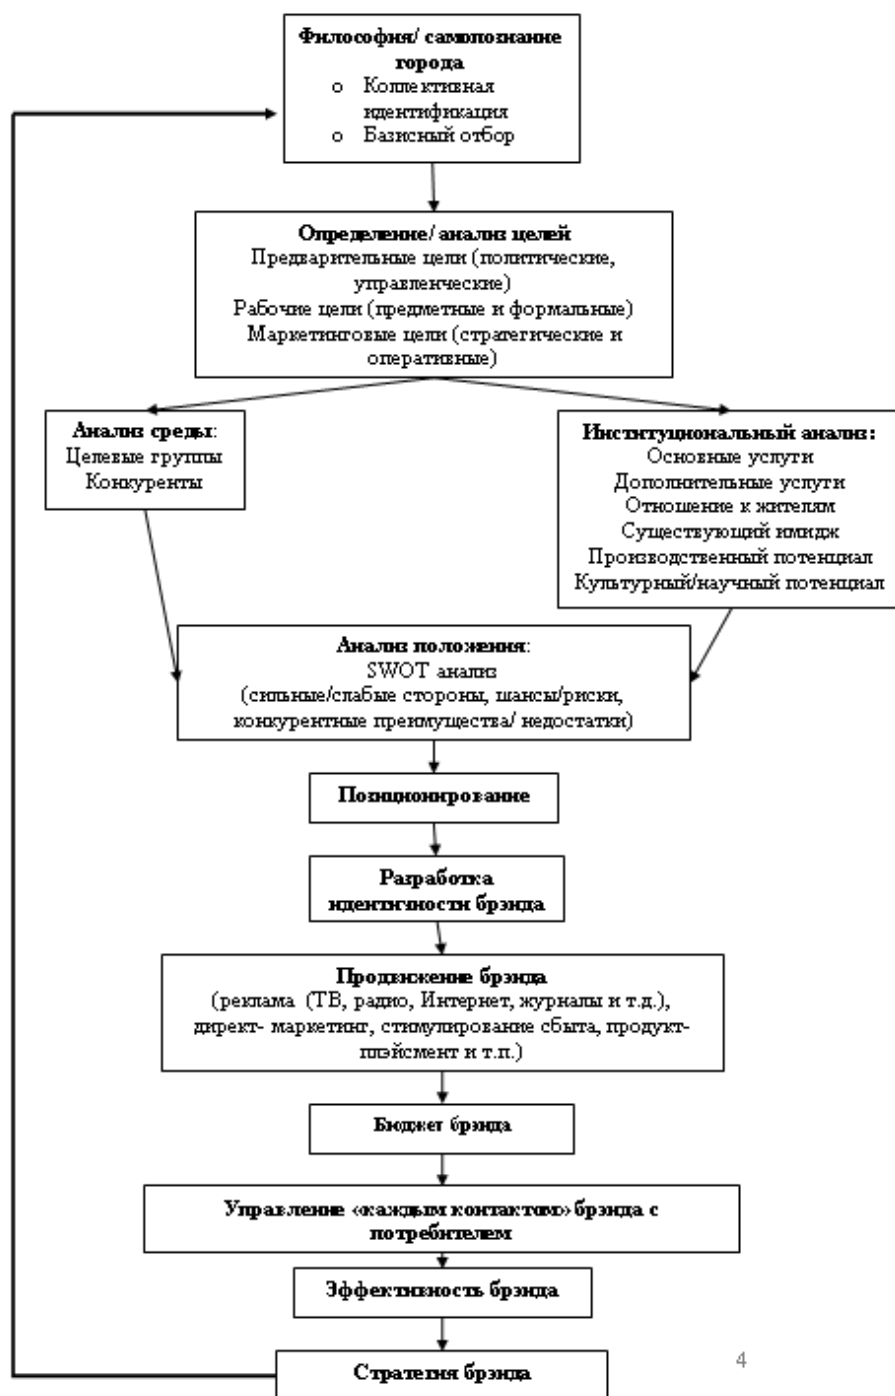 Философия/ самопознание
города
o Коллективная
идентификация
o Базисный отбор
Определение/ анализ целей
Предварительные цели (политические,
управленческие)
Рабочие цели (предметные и формальные)
Маркетинговые цели (стратегические и
оперативные)
Анализ среды:
Целевые группы
Конкуренты
Институциональный анализ:
Основные услуги
Дополнительные услуги
Отношение к жителям
Существующий имидж
Производственный потенциал
Культурный/научный потенциал
Анализ положения:
SWOT анализ
(сильные/слабые стороны, шансы/риски,
конкурентные преимущества/ недостатки)
Позиционирование
Разработка
идентичности брэнда
Продвижение брэнда
(реклама (ТВ, радио, Интернет, журналы и т.д.),
директ- маркетинг, стимулирование сбыта, продукт-
плэйсмент и т.п.)
Бюджет брэнда
Управление «каждым контактом» брэнда с
потребителем
Эффективность брэнда
Стратегия брэнда
4